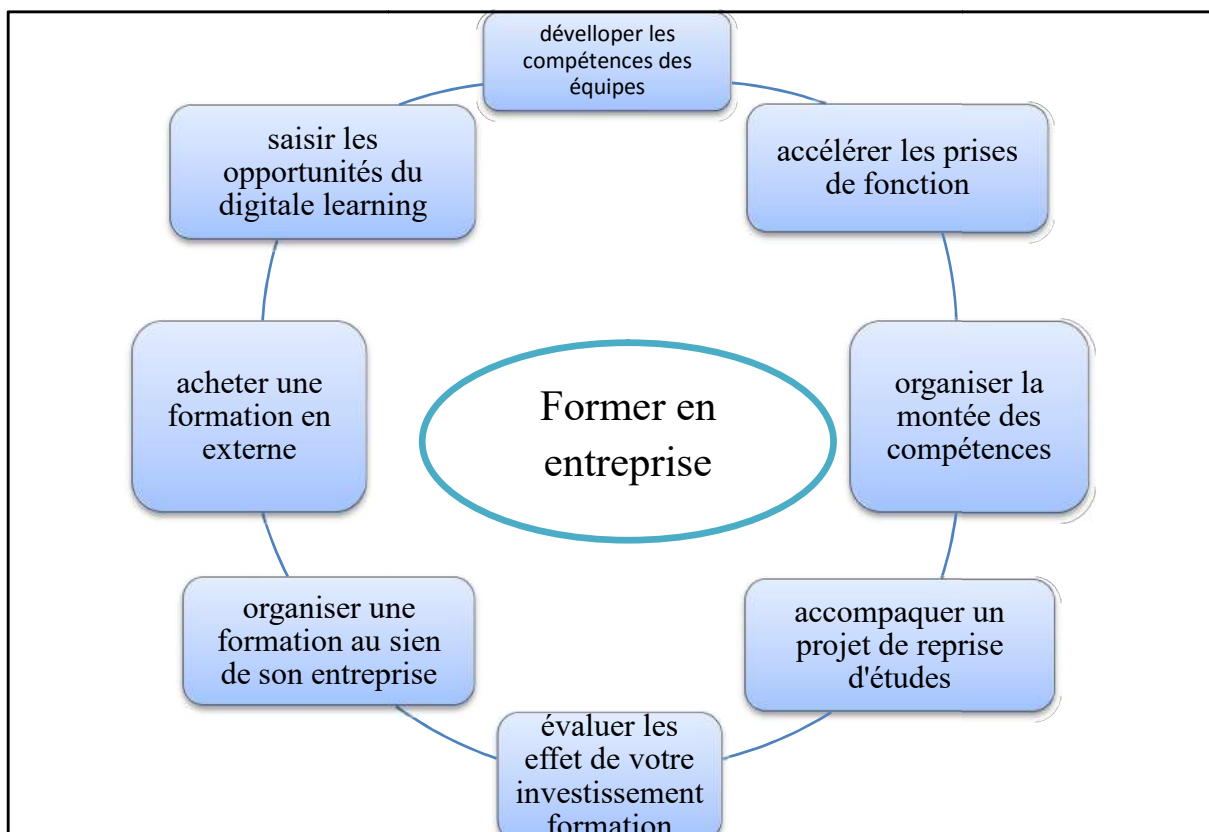 dévelloper les
compétences des
équipes
accélérer les prises
de fonction
organiser la
montée des
compétences
accompaquer un
projet de reprise
d'études
évaluer les
effet de votre
investissement
formation
organiser une
formation au sien
de son entreprise
acheter une
formation en
externe
saisir les
opportunités du
digitale learning
Former en
entreprise